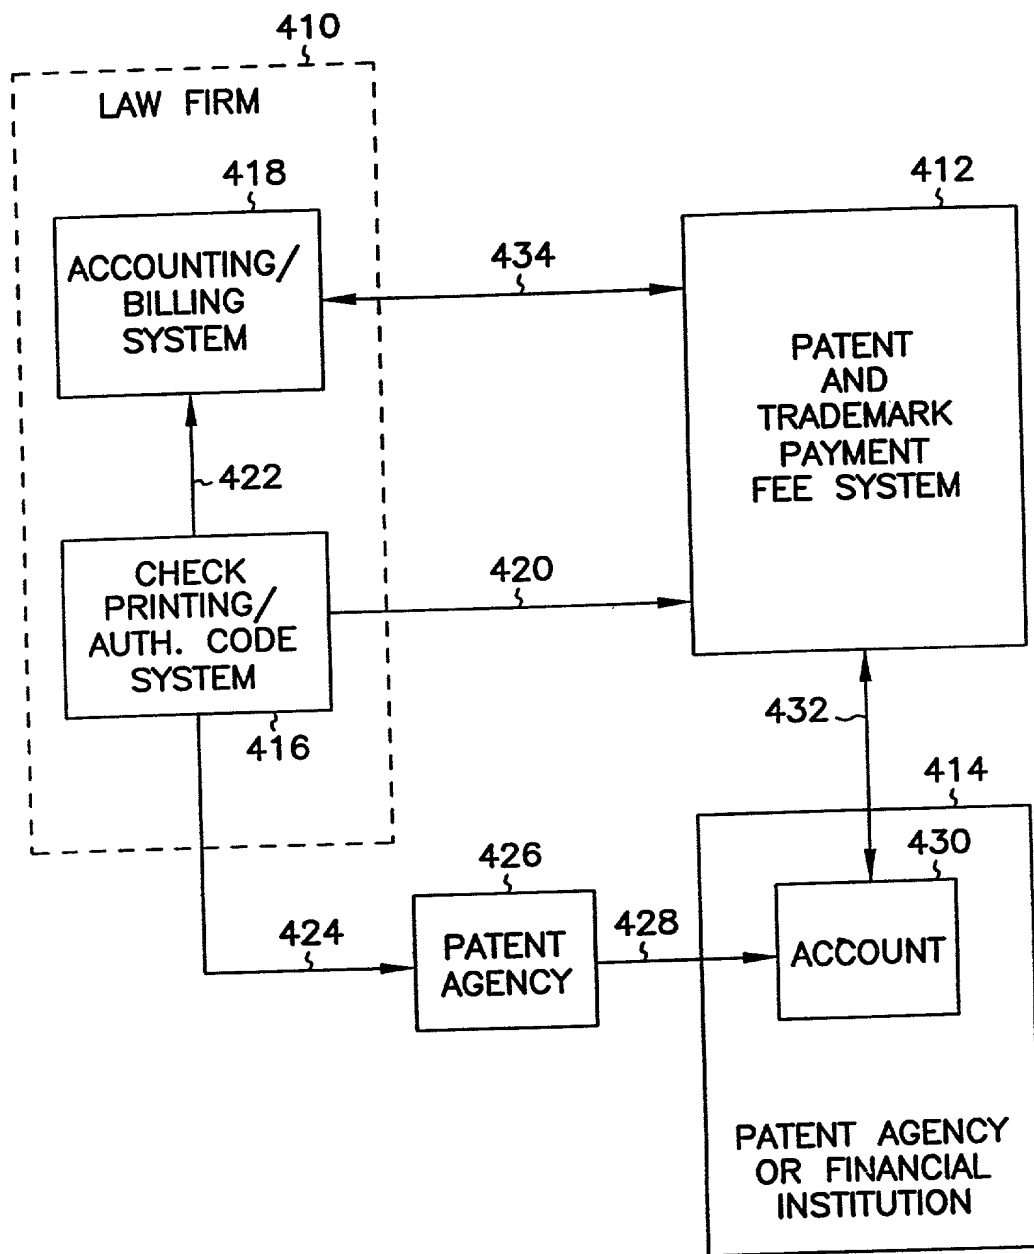 410
LAW FIRM
418
ACCOUNTING/
BILLING
SYSTEM
434
412
PATENT
AND
TRADEMARK
PAYMENT
FEE SYSTEM
422
CHECK
PRINTING/
AUTH. CODE
SYSTEM
416
420
432
414
424
426
PATENT
AGENCY
428
430
ACCOUNT
PATENT AGENCY
OR FINANCIAL
INSTITUTION